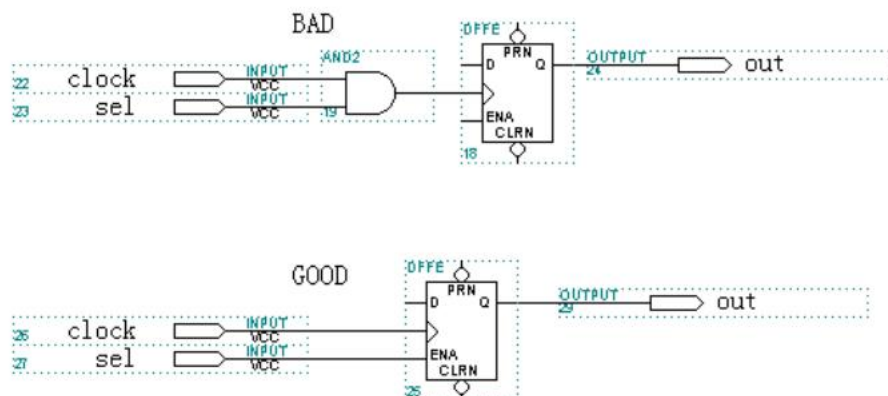 BAD
DFFE
PRN
AND2
OUTPUT
D Q
24 out
22 clock INPUT
VCC
23 sel INPUT
VCC
19
ENA
CLRN
18
GOOD
DFFE
PRN
OUTPUT
D Q
29 out
26 clock INPUT
VCC
27 sel INPUT
VCC
ENA
CLRN
25